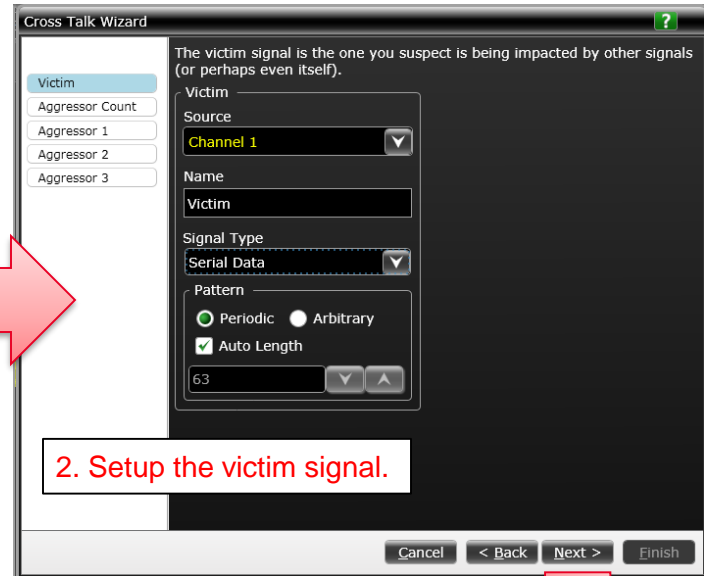 Cross Talk Wizard
?
The victim signal is the one you suspect is being impacted by other signals
(or perhaps even itself).
Victim
Aggressor Count
Aggressor 1
Aggressor 2
Aggressor 3
Victim
Source
Channel 1
Name
Victim
Signal Type
Serial Data
Pattern
Periodic Arbitrary
Auto Length
63
2. Setup the victim signal.
Cancel < Back Next > Finish